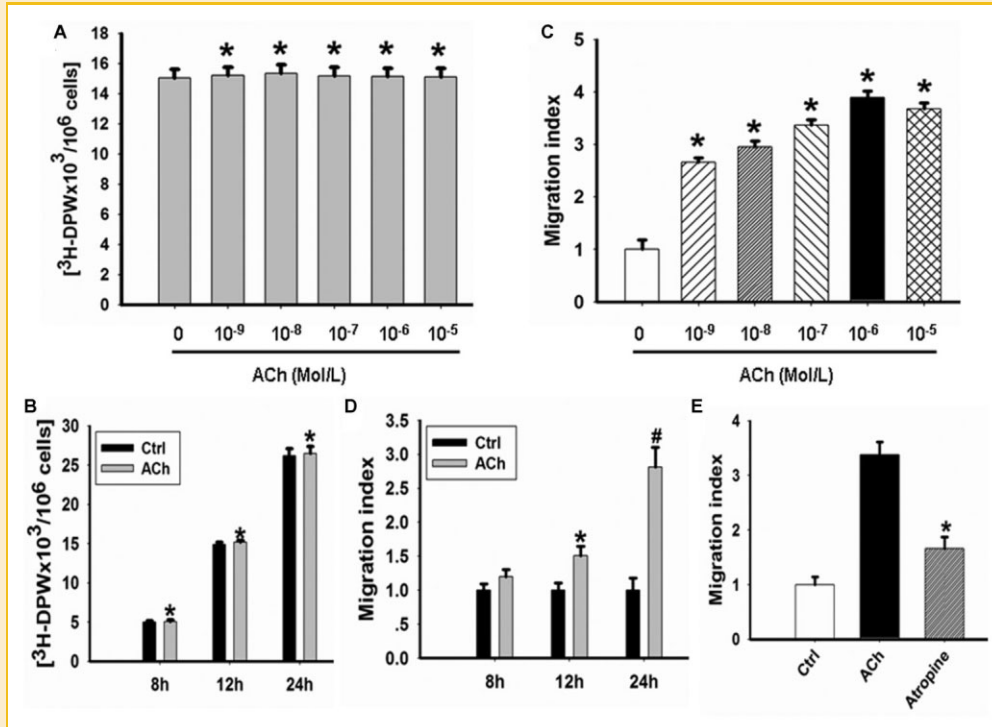 A
[³H-DPWx10³/10⁶ cells]
18
16
14
12
10
8
6
4
2
0
* * * * *
0 10⁻⁹ 10⁻⁸ 10⁻⁷ 10⁻⁶ 10⁻⁵
ACh (Mol/L)
C
Migration index
5
4
3
2
1
0
* * * * *
0 10⁻⁹ 10⁻⁸ 10⁻⁷ 10⁻⁶ 10⁻⁵
ACh (Mol/L)
B
[³H-DPWx10³/10⁶ cells]
30
25
20
15
10
5
0
Ctrl
ACh
* * *
8h 12h 24h
D
Migration index
3.5
3.0
2.5
2.0
1.5
1.0
.5
0.0
Ctrl
ACh
* #
8h 12h 24h
E
Migration index
4
3
2
1
0
*
Ctrl ACh Atropine